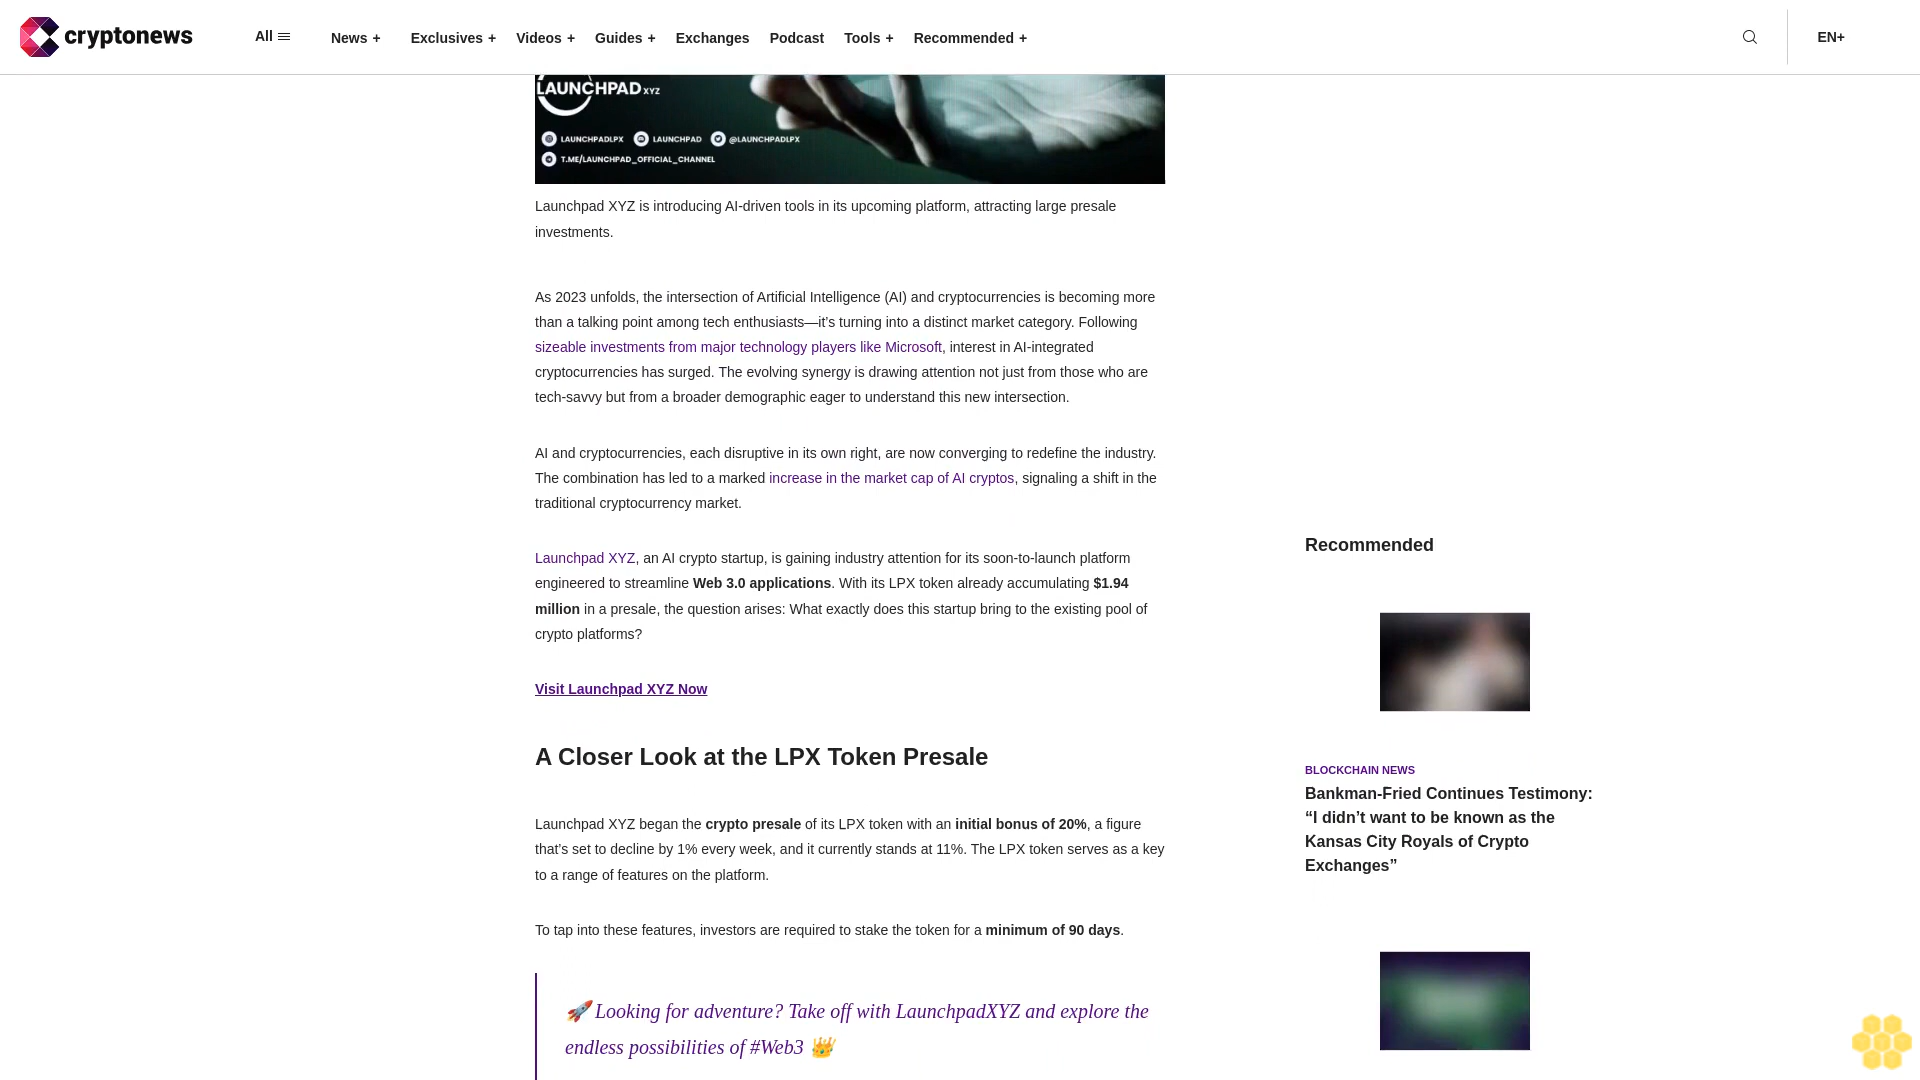 cryptonews
All
News +
Exclusives +
Videos +
Guides +
Exchanges
Podcast
Tools +
Recommended +
EN+
LAUNCHPAD XYZ
LAUNCHPADLPX
LAUNCHPAD
@LAUNCHPADLPX
T.ME/LAUNCHPAD_OFFICIAL_CHANNEL
Launchpad XYZ is introducing AI-driven tools in its upcoming platform, attracting large presale
investments.
As 2023 unfolds, the intersection of Artificial Intelligence (AI) and cryptocurrencies is becoming more
than a talking point among tech enthusiasts—it’s turning into a distinct market category. Following
sizeable investments from major technology players like Microsoft, interest in AI-integrated
cryptocurrencies has surged. The evolving synergy is drawing attention not just from those who are
tech-savvy but from a broader demographic eager to understand this new intersection.
AI and cryptocurrencies, each disruptive in its own right, are now converging to redefine the industry.
The combination has led to a marked increase in the market cap of AI cryptos, signaling a shift in the
traditional cryptocurrency market.
Launchpad XYZ, an AI crypto startup, is gaining industry attention for its soon-to-launch platform
engineered to streamline Web 3.0 applications. With its LPX token already accumulating $1.94
million in a presale, the question arises: What exactly does this startup bring to the existing pool of
crypto platforms?
Visit Launchpad XYZ Now
A Closer Look at the LPX Token Presale
Launchpad XYZ began the crypto presale of its LPX token with an initial bonus of 20%, a figure
that’s set to decline by 1% every week, and it currently stands at 11%. The LPX token serves as a key
to a range of features on the platform.
To tap into these features, investors are required to stake the token for a minimum of 90 days.
🚀 Looking for adventure? Take off with LaunchpadXYZ and explore the
endless possibilities of #Web3 👑
Recommended
BLOCKCHAIN NEWS
Bankman-Fried Continues Testimony:
“I didn’t want to be known as the
Kansas City Royals of Crypto
Exchanges”